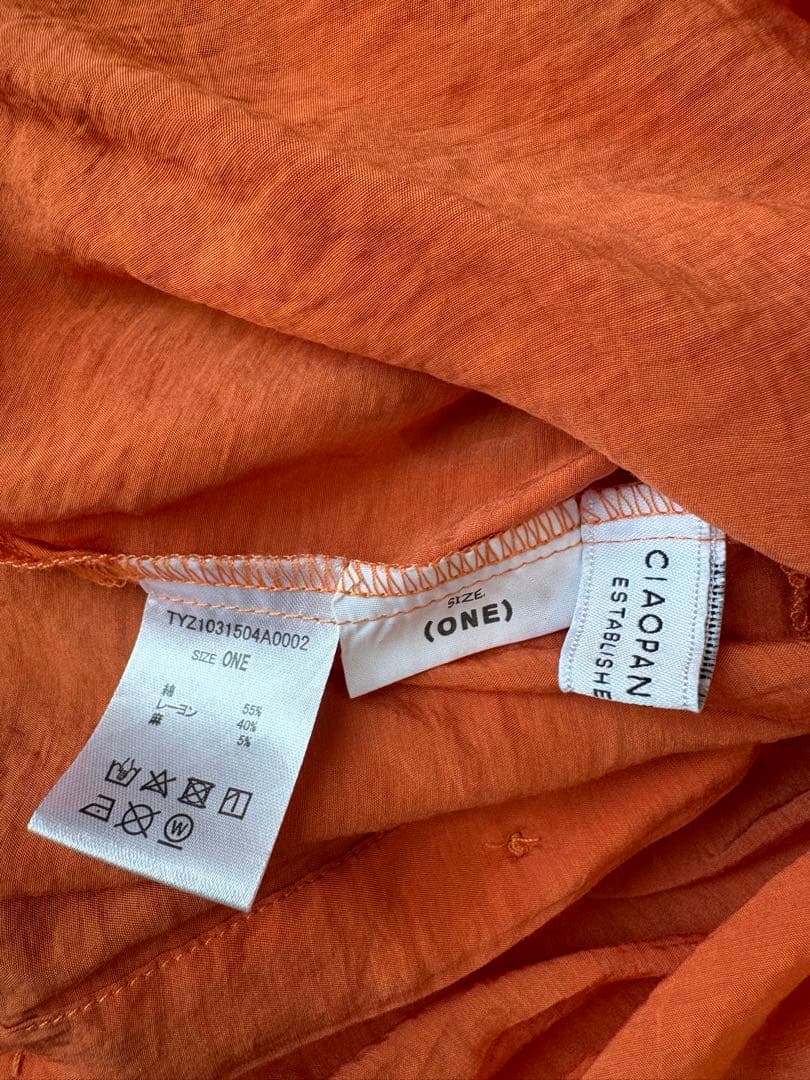 TYZ1031504A0002
SIZE ONE
綿 55%
レーヨン 40%
麻 5%
W
SIZE
(ONE)
CIAOPAN
ESTABLISHE